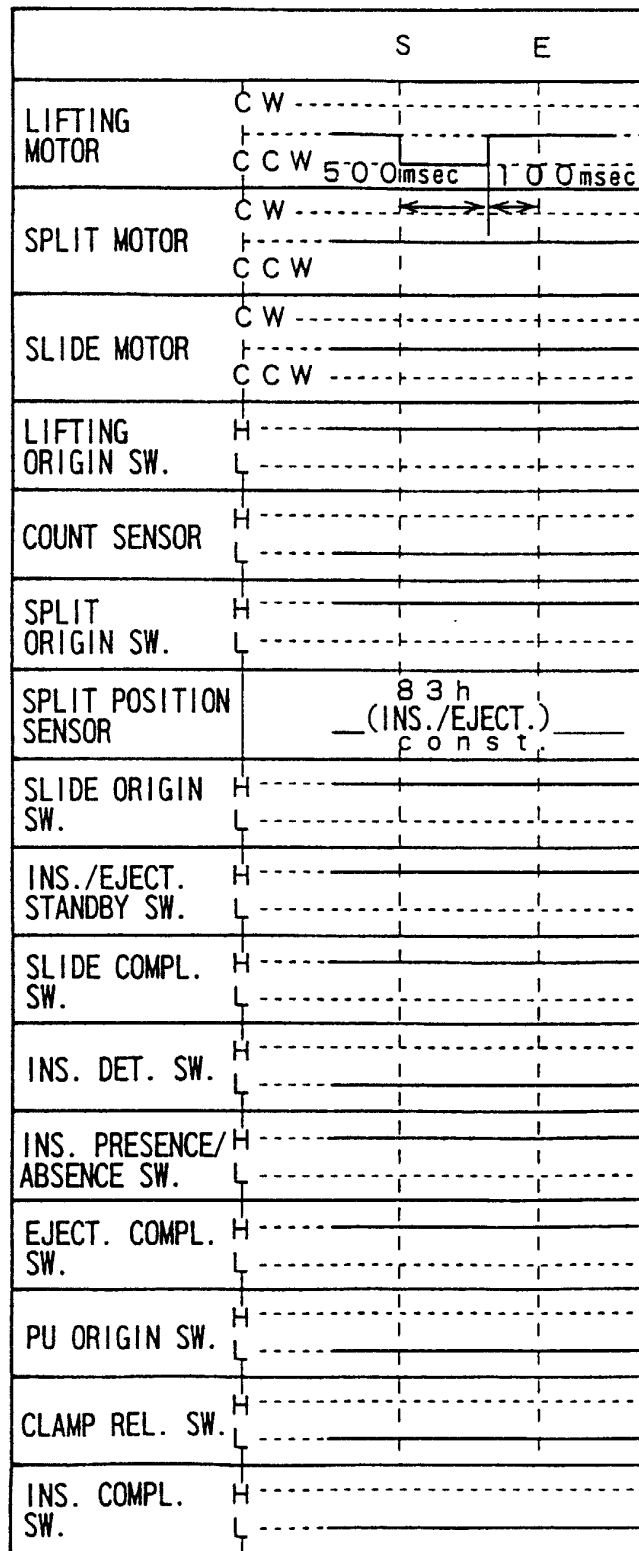 S E
LIFTING
MOTOR
CW
CCW
500msec 100msec
SPLIT MOTOR
CW
CCW
SLIDE MOTOR
CW
CCW
LIFTING
ORIGIN SW.
H
L
COUNT SENSOR
H
L
SPLIT
ORIGIN SW.
H
L
SPLIT POSITION
SENSOR
83h
(INS./EJECT.)
const.
SLIDE ORIGIN
SW.
H
L
INS./EJECT.
STANDBY SW.
H
L
SLIDE COMPL.
SW.
H
L
INS. DET. SW.
H
L
INS. PRESENCE/
ABSENCE SW.
H
L
EJECT. COMPL.
SW.
H
L
PU ORIGIN SW.
H
L
CLAMP REL. SW.
H
L
INS. COMPL.
SW.
H
L